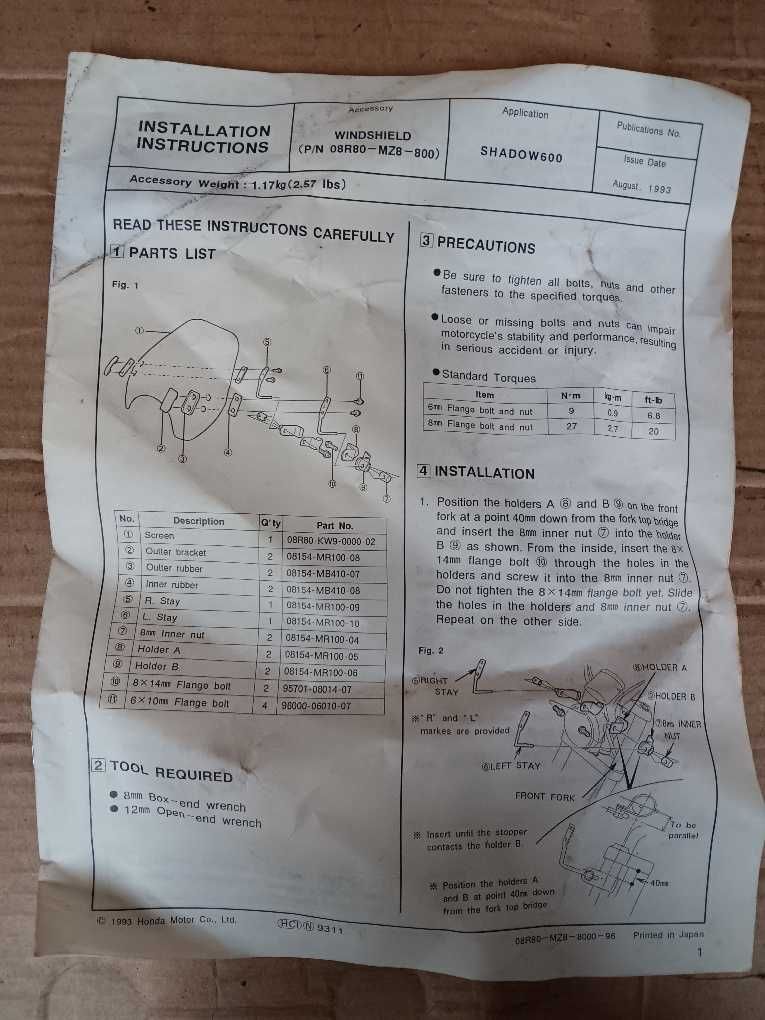 INSTALLATION
INSTRUCTIONS
Accessory
WINDSHIELD
(P/N 08R80-MZ8-800)
Application
SHADOW600
Publications No.
Issue Date
August. 1993
Accessory Weight : 1.17kg(2.57 lbs)
READ THESE INSTRUCTONS CAREFULLY
1 PARTS LIST
Fig. 1
① ⑤ ⑥ ⑪ ⑧ ② ③ ④ ⑩ ⑨ ⑦
No. Description Q'ty Part No.
① Screen 1 08R80-KW9-0000-02
② Outler bracket 2 08154-MR100-08
③ Outler rubber 2 08154-MB410-07
④ Inner rubber 2 08154-MB410-08
⑤ R. Stay 1 08154-MR100-09
⑥ L. Stay 1 08154-MR100-10
⑦ 8mm Inner nut 2 08154-MR100-04
⑧ Holder A 2 08154-MR100-05
⑨ Holder B 2 08154-MR100-06
⑩ 8×14mm Flange bolt 2 95701-08014-07
⑪ 6×10mm Flange bolt 4 96000-06010-07
2 TOOL REQUIRED
● 8mm Box-end wrench
● 12mm Open-end wrench
3 PRECAUTIONS
●Be sure to tighten all bolts, nuts and other
fasteners to the specified torques.
●Loose or missing bolts and nuts can impair
motorcycle's stability and performance, resulting
in serious accident or injury.
●Standard Torques
Item N·m kg-m ft-lb
6mm Flange bolt and nut 9 0.9 6.8
8mm Flange bolt and nut 27 2.7 20
4 INSTALLATION
1. Position the holders A ⑧ and B ⑨ on the front
fork at a point 40mm down from the fork top bridge
and insert the 8mm inner nut ⑦ into the holder
B ⑨ as shown. From the inside, insert the 8×
14mm flange bolt ⑩ through the holes in the
holders and screw it into the 8mm inner nut ⑦.
Do not tighten the 8×14mm flange bolt yet. Slide
the holes in the holders and 8mm inner nut ⑦.
Repeat on the other side.
Fig. 2
⑤RIGHT
STAY
⑧HOLDER A
⑨HOLDER B
⑦8mm INNER
NUT
※"R" and "L"
markes are provided
⑥LEFT STAY
FRONT FORK
※ Insert until the stopper
contacts the holder B.
To be
parallel
※ Position the holders A
and B at point 40mm down
from the fork top bridge
40mm
© 1993 Honda Motor Co., Ltd.
HCI N 9311
08R80-MZ8-8000-96 Printed in Japan
1